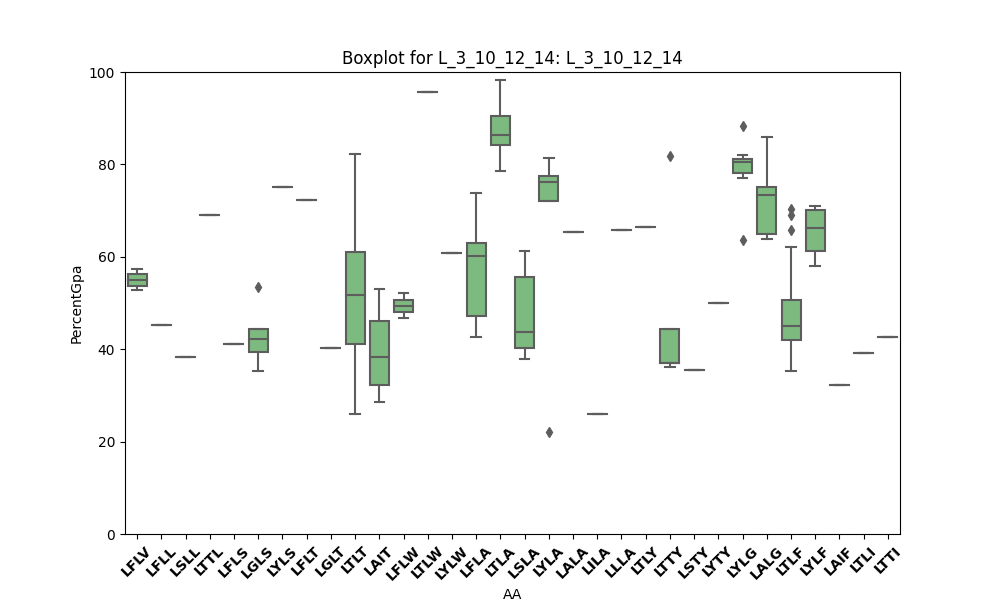 Boxplot for L_3_10_12_14: L_3_10_12_14
100
80
60
40
20
0
PercentGpa
LFLV LFLL LSLL LTTL LFLS LGLS LYLS LFLT LGLT LTLT LAIT LFLW LTLW LYLW LFLA LTLA LSLA LYLA LALA LILA LLLA LTLY LTTY LSTY LYTY LYLG LALG LTLF LYLF LAIF LTLI LTTI
AA